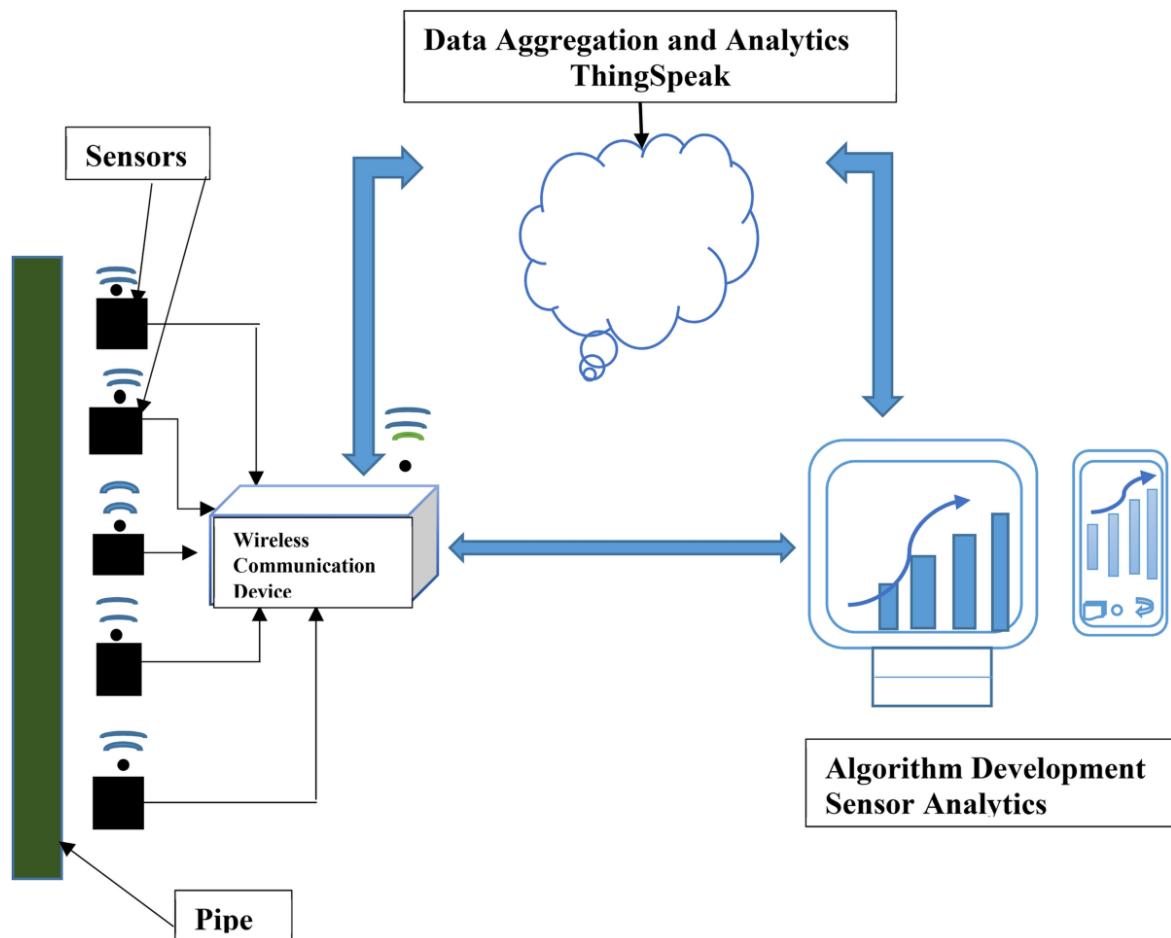 Data Aggregation and Analytics
ThingSpeak
Sensors
Wireless
Communication
Device
Algorithm Development
Sensor Analytics
Pipe